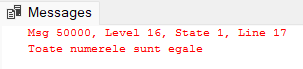 Messages
Msg 50000, Level 16, State 1, Line 17
Toate numerele sunt egale